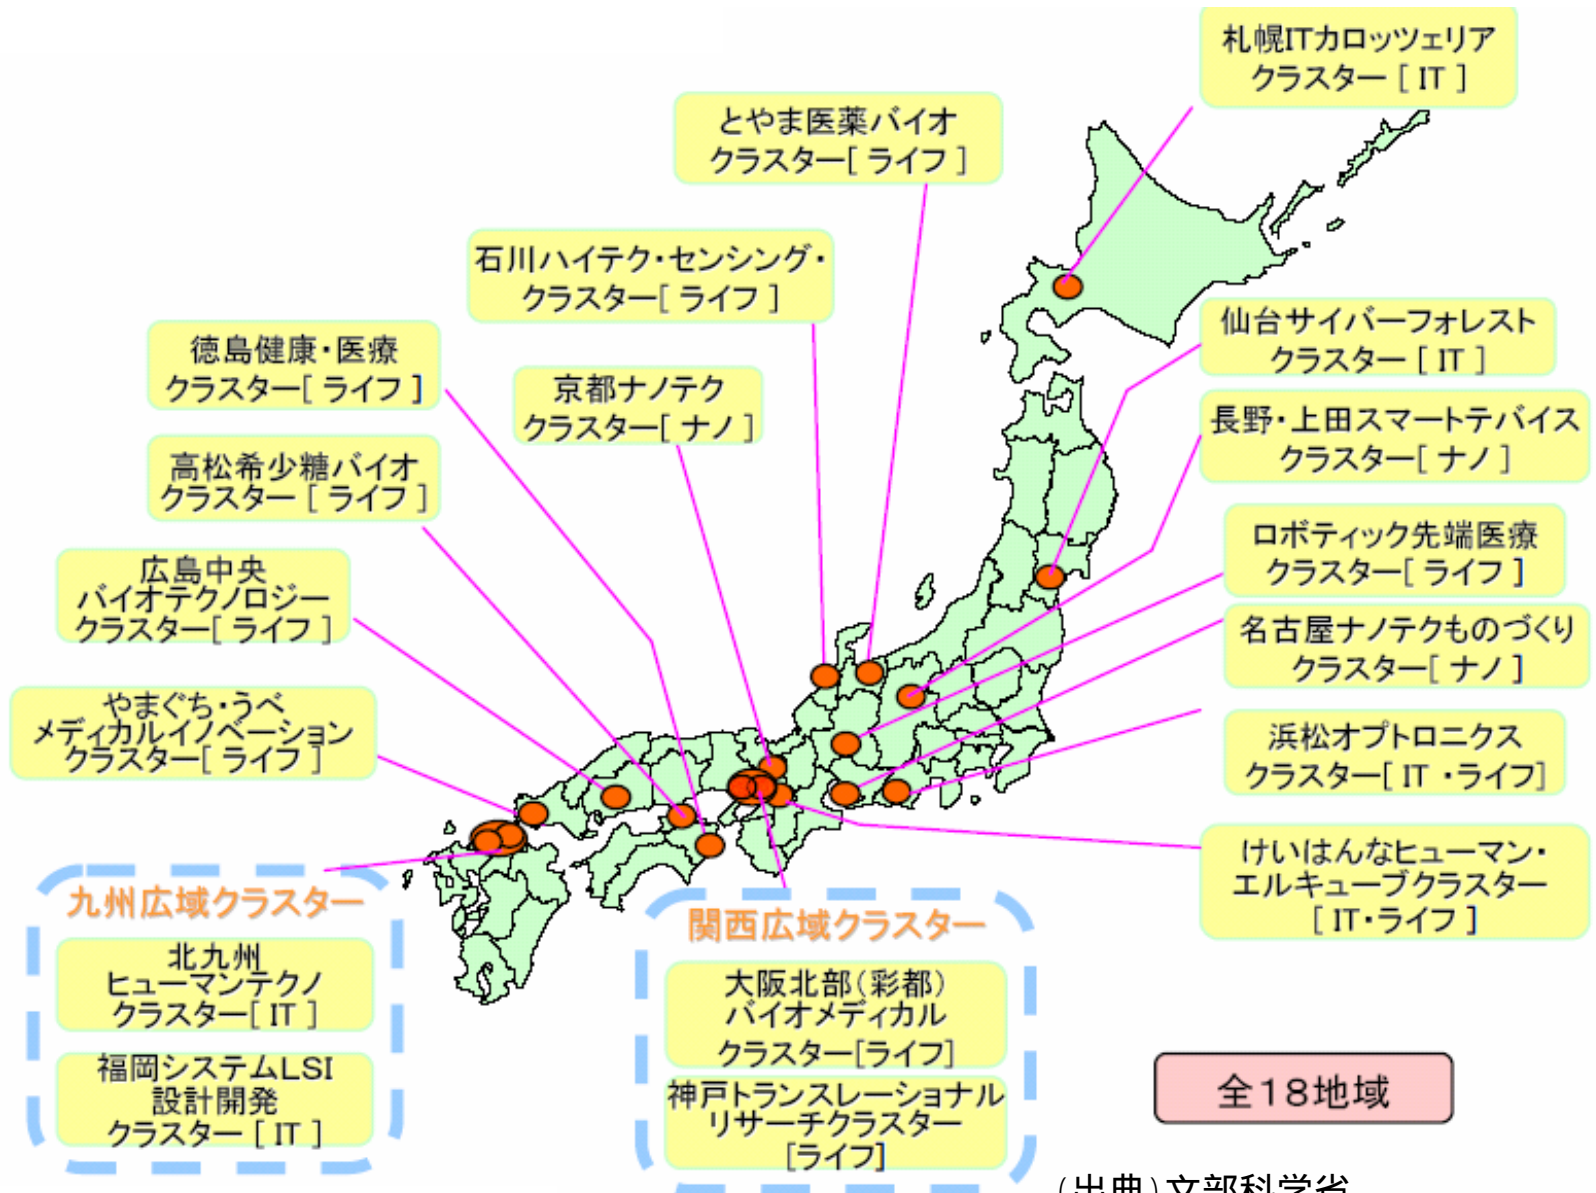 札幌ITカロッツェリア
クラスター [ IT ]
とやま医薬バイオ
クラスター[ ライフ ]
石川ハイテク・センシング・
クラスター[ ライフ ]
仙台サイバーフォレスト
クラスター [ IT ]
徳島健康・医療
クラスター[ ライフ ]
京都ナノテク
クラスター[ ナノ ]
長野・上田スマートデバイス
クラスター[ ナノ ]
高松希少糖バイオ
クラスター [ ライフ ]
ロボティック先端医療
クラスター[ ライフ ]
広島中央
バイオテクノロジー
クラスター[ ライフ ]
名古屋ナノテクものづくり
クラスター[ ナノ ]
やまぐち・うべ
メディカルイノベーション
クラスター[ ライフ ]
浜松オプトロニクス
クラスター[ IT ・ライフ]
けいはんなヒューマン・
エルキューブクラスター
[ IT・ライフ ]
九州広域クラスター
北九州
ヒューマンテクノ
クラスター[ IT ]
福岡システムLSI
設計開発
クラスター [ IT ]
関西広域クラスター
大阪北部（彩都）
バイオメディカル
クラスター[ライフ]
神戸トランスレーショナル
リサーチクラスター
[ライフ]
全１８地域
(出典)文部科学省